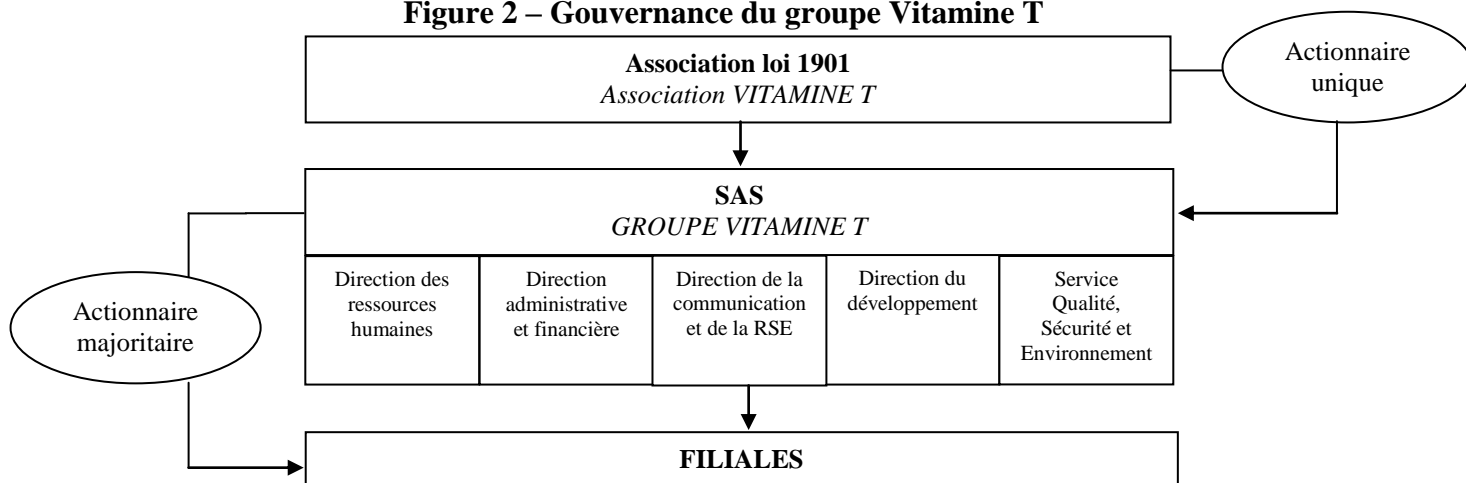 Figure 2 – Gouvernance du groupe Vitamine T
Association loi 1901
Association VITAMINE T
Actionnaire
unique
SAS
GROUPE VITAMINE T
Direction des
ressources
humaines
Direction
administrative
et financière
Direction de la
communication
et de la RSE
Direction du
développement
Service
Qualité,
Sécurité et
Environnement
Actionnaire
majoritaire
FILIALES